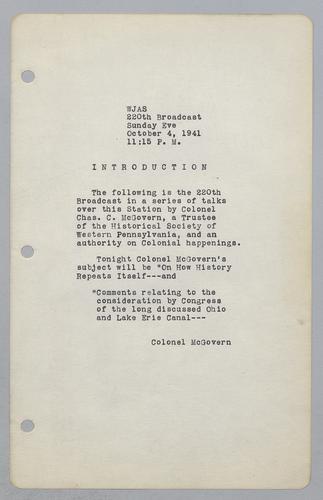 WJAS
220th Broadcast
Sunday Eve
October 4, 1941
11:15 P. M.
I N T R O D U C T I O N
The following is the 220th
Broadcast in a series of talks
over this Station by Colonel
Chas. C. McGovern, a Trustee
of the Historical Society of
Western Pennsylvania, and an
authority on Colonial happenings.
Tonight Colonel McGovern's
subject will be "On How History
Repeats Itself---and
"Comments relating to the
consideration by Congress
of the long discussed Ohio
and Lake Erie Canal---
Colonel McGovern